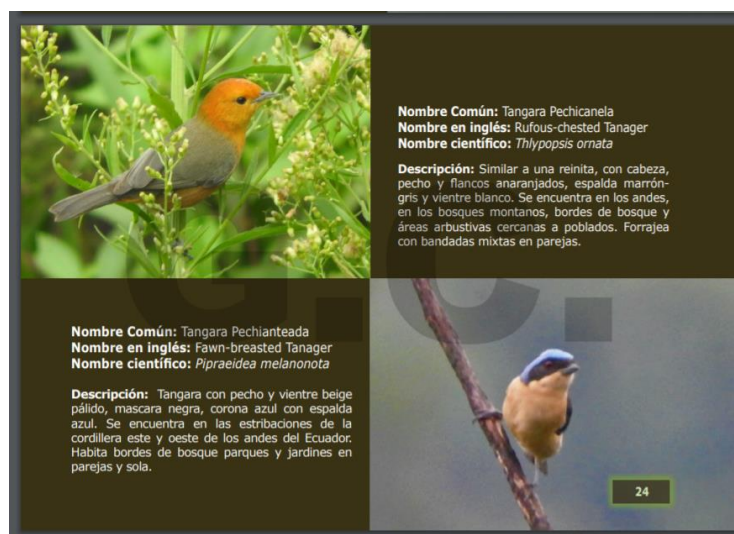 Nombre Común: Tangara Pechicanela
Nombre en inglés: Rufous-chested Tanager
Nombre científico: Thlypopsis ornata
Descripción: Similar a una reinita, con cabeza,
pecho y flancos anaranjados, espalda marrón-
gris y vientre blanco. Se encuentra en los andes,
en los bosques montanos, bordes de bosque y
áreas arbustivas cercanas a poblados. Forrajea
con bandadas mixtas en parejas.
G.C.
Nombre Común: Tangara Pechianteada
Nombre en inglés: Fawn-breasted Tanager
Nombre científico: Pipraeidea melanonota
Descripción: Tangara con pecho y vientre beige
pálido, mascara negra, corona azul con espalda
azul. Se encuentra en las estribaciones de la
cordillera este y oeste de los andes del Ecuador.
Habita bordes de bosque parques y jardines en
parejas y sola.
24